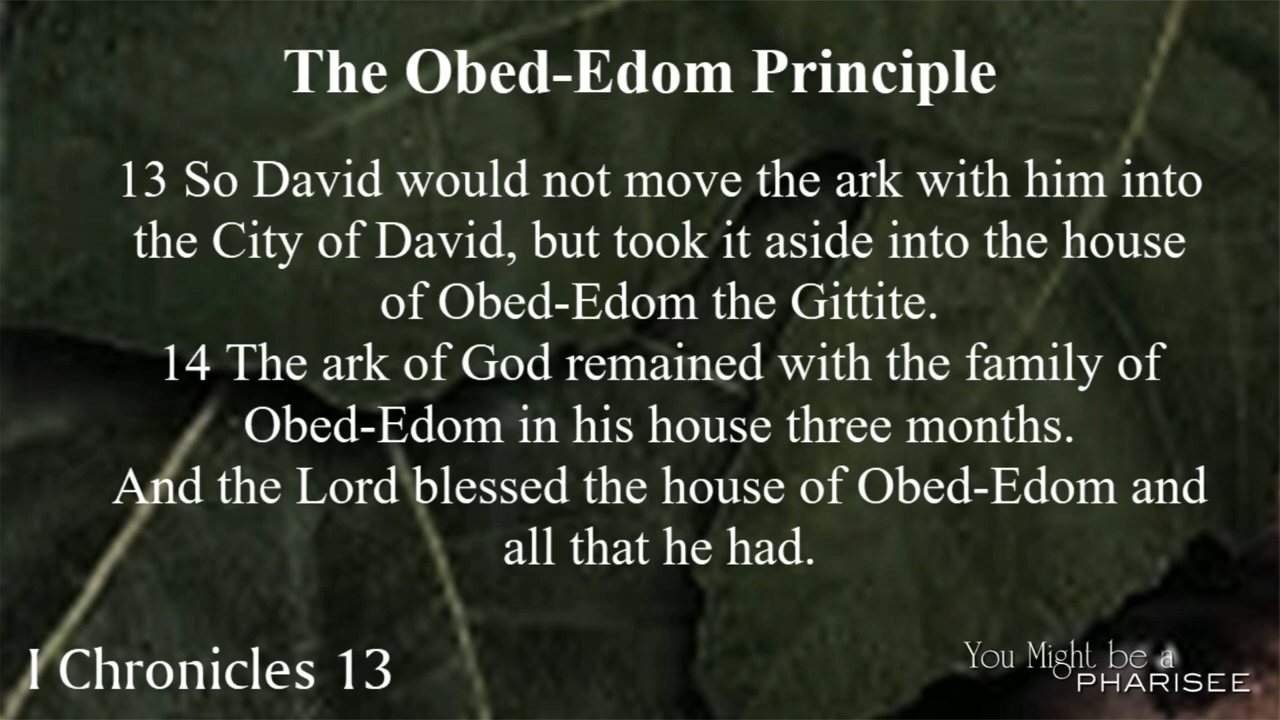 The Obed-Edom Principle
13 So David would not move the ark with him into
the City of David, but took it aside into the house
of Obed-Edom the Gittite.
14 The ark of God remained with the family of
Obed-Edom in his house three months.
And the Lord blessed the house of Obed-Edom and
all that he had.
I Chronicles 13
You Might be a
PHARISEE